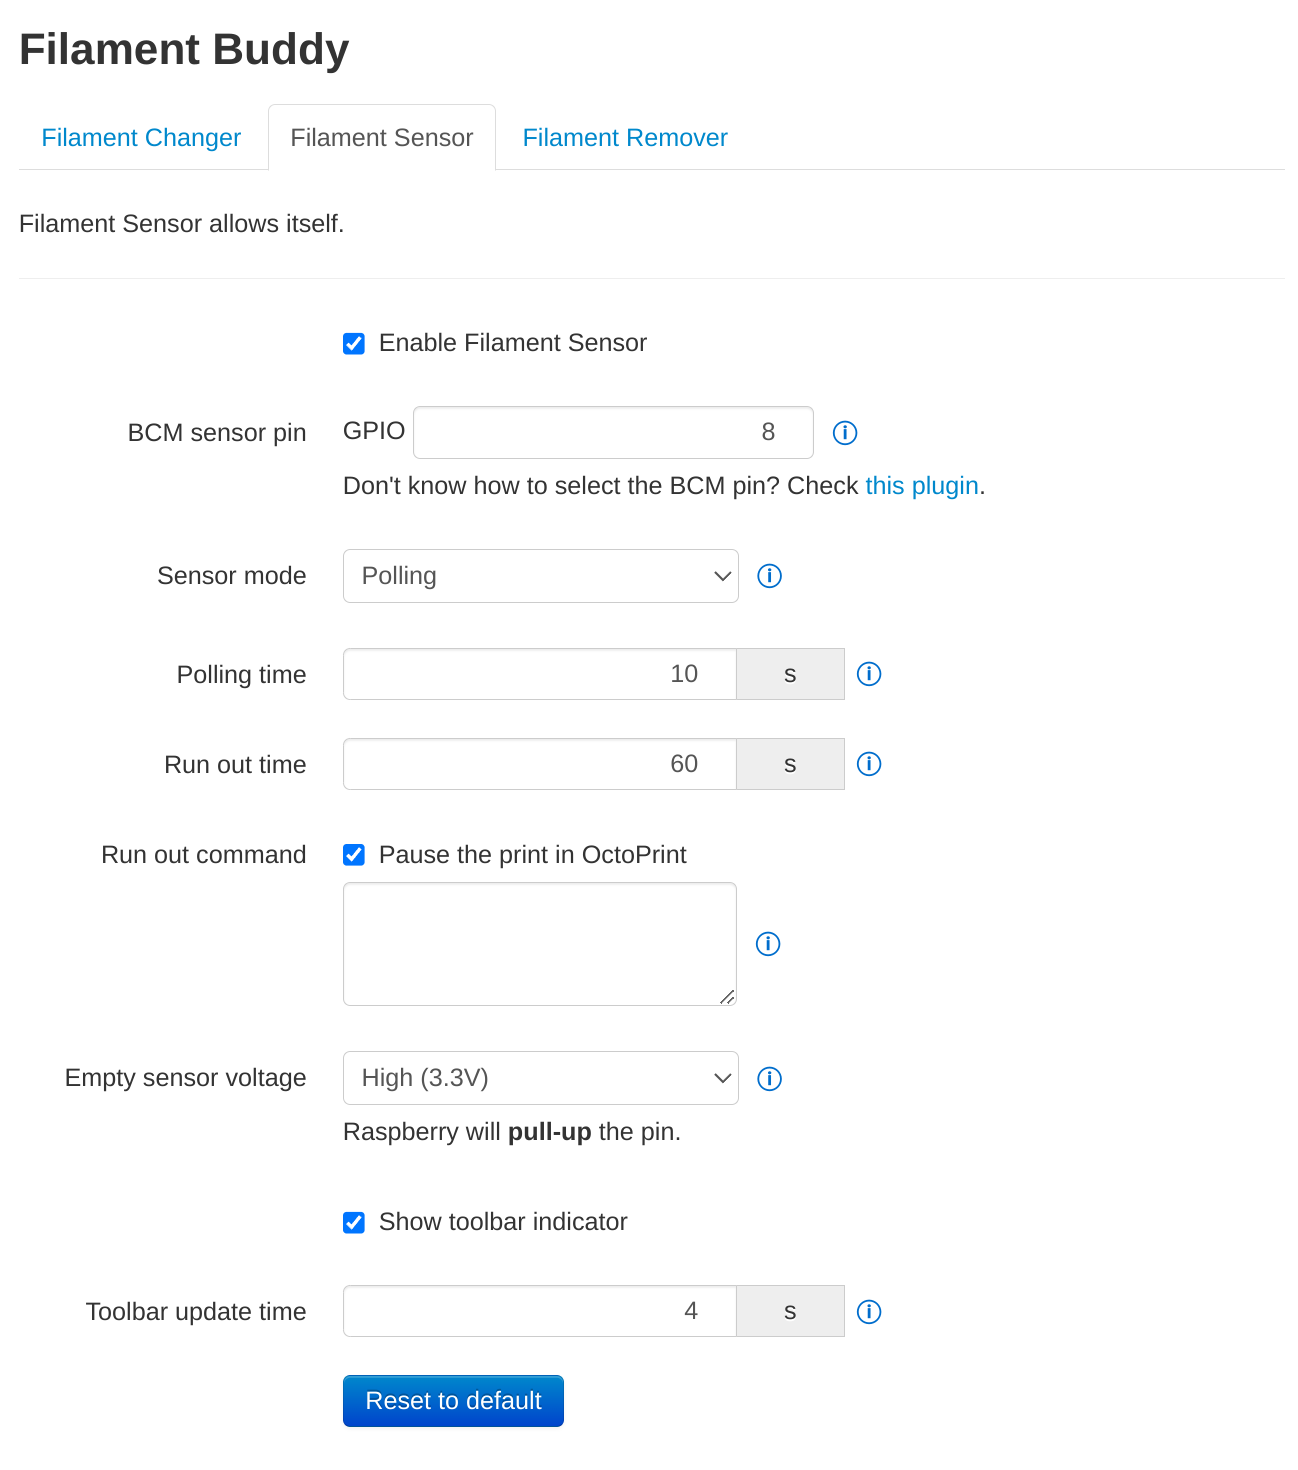 Filament Buddy
Filament Changer Filament Sensor Filament Remover
Filament Sensor allows itself.
Enable Filament Sensor
BCM sensor pin GPIO 8
Don't know how to select the BCM pin? Check this plugin.
Sensor mode Polling
Polling time 10 s
Run out time 60 s
Run out command Pause the print in OctoPrint
Empty sensor voltage High (3.3V)
Raspberry will pull-up the pin.
Show toolbar indicator
Toolbar update time 4 s
Reset to default